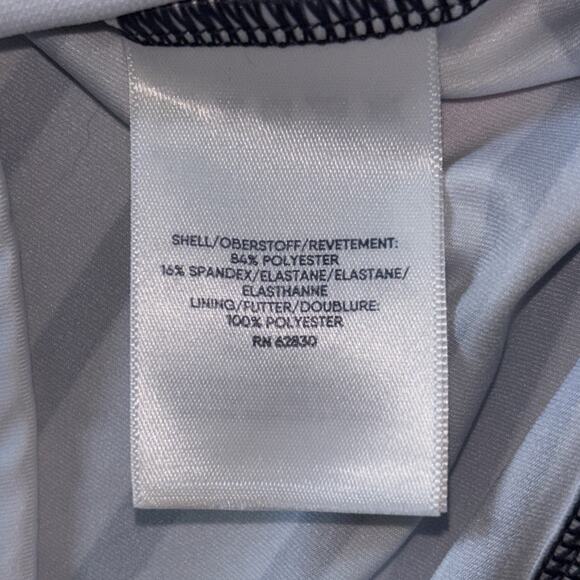 SHELL/OBERSTOFF/REVETEMENT:
84% POLYESTER
16% SPANDEX/ELASTANE/ELASTANE/
ELASTHANNE
LINING/FUTTER/DOUBLURE:
100% POLYESTER
RN 62830